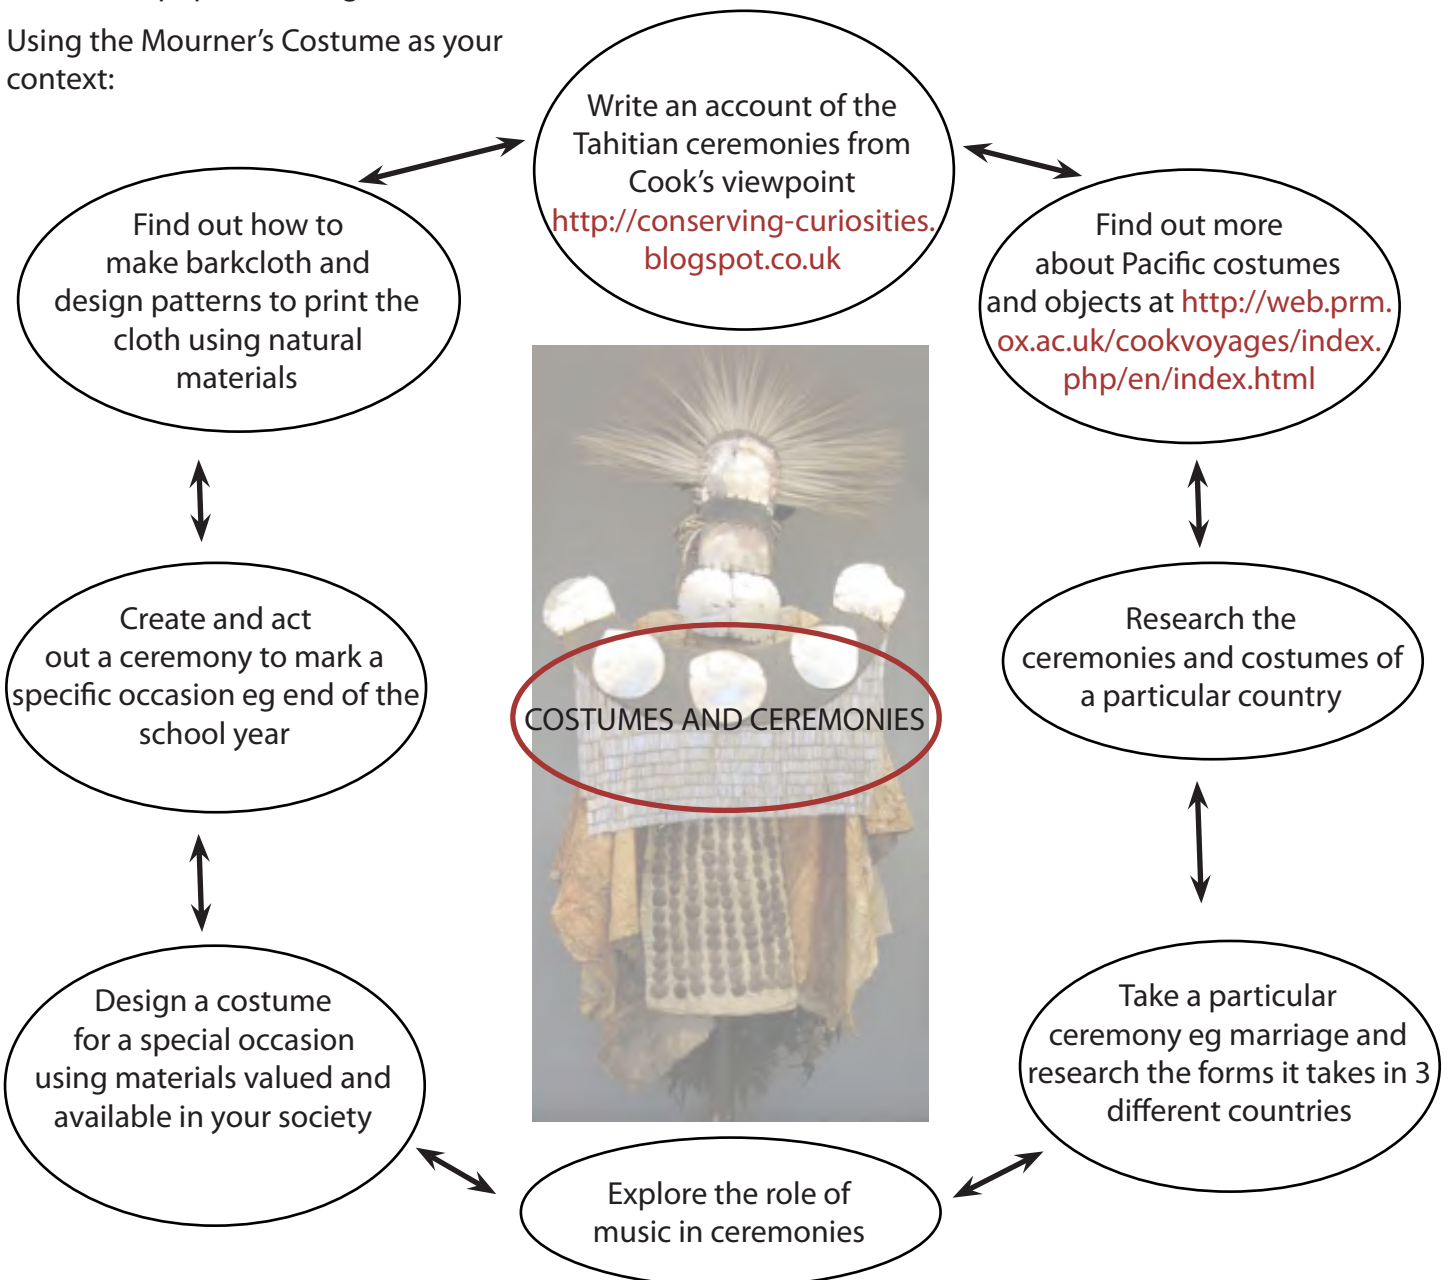 Using the Mourner’s Costume as your
context:
Write an account of the
Tahitian ceremonies from
Cook’s viewpoint
http://conserving-curiosities.
blogspot.co.uk
Find out how to
make barkcloth and
design patterns to print the
cloth using natural
materials
Find out more
about Pacific costumes
and objects at http://web.prm.
ox.ac.uk/cookvoyages/index.
php/en/index.html
Create and act
out a ceremony to mark a
specific occasion eg end of the
school year
COSTUMES AND CEREMONIES
Research the
ceremonies and costumes of
a particular country
Design a costume
for a special occasion
using materials valued and
available in your society
Take a particular
ceremony eg marriage and
research the forms it takes in 3
different countries
Explore the role of
music in ceremonies